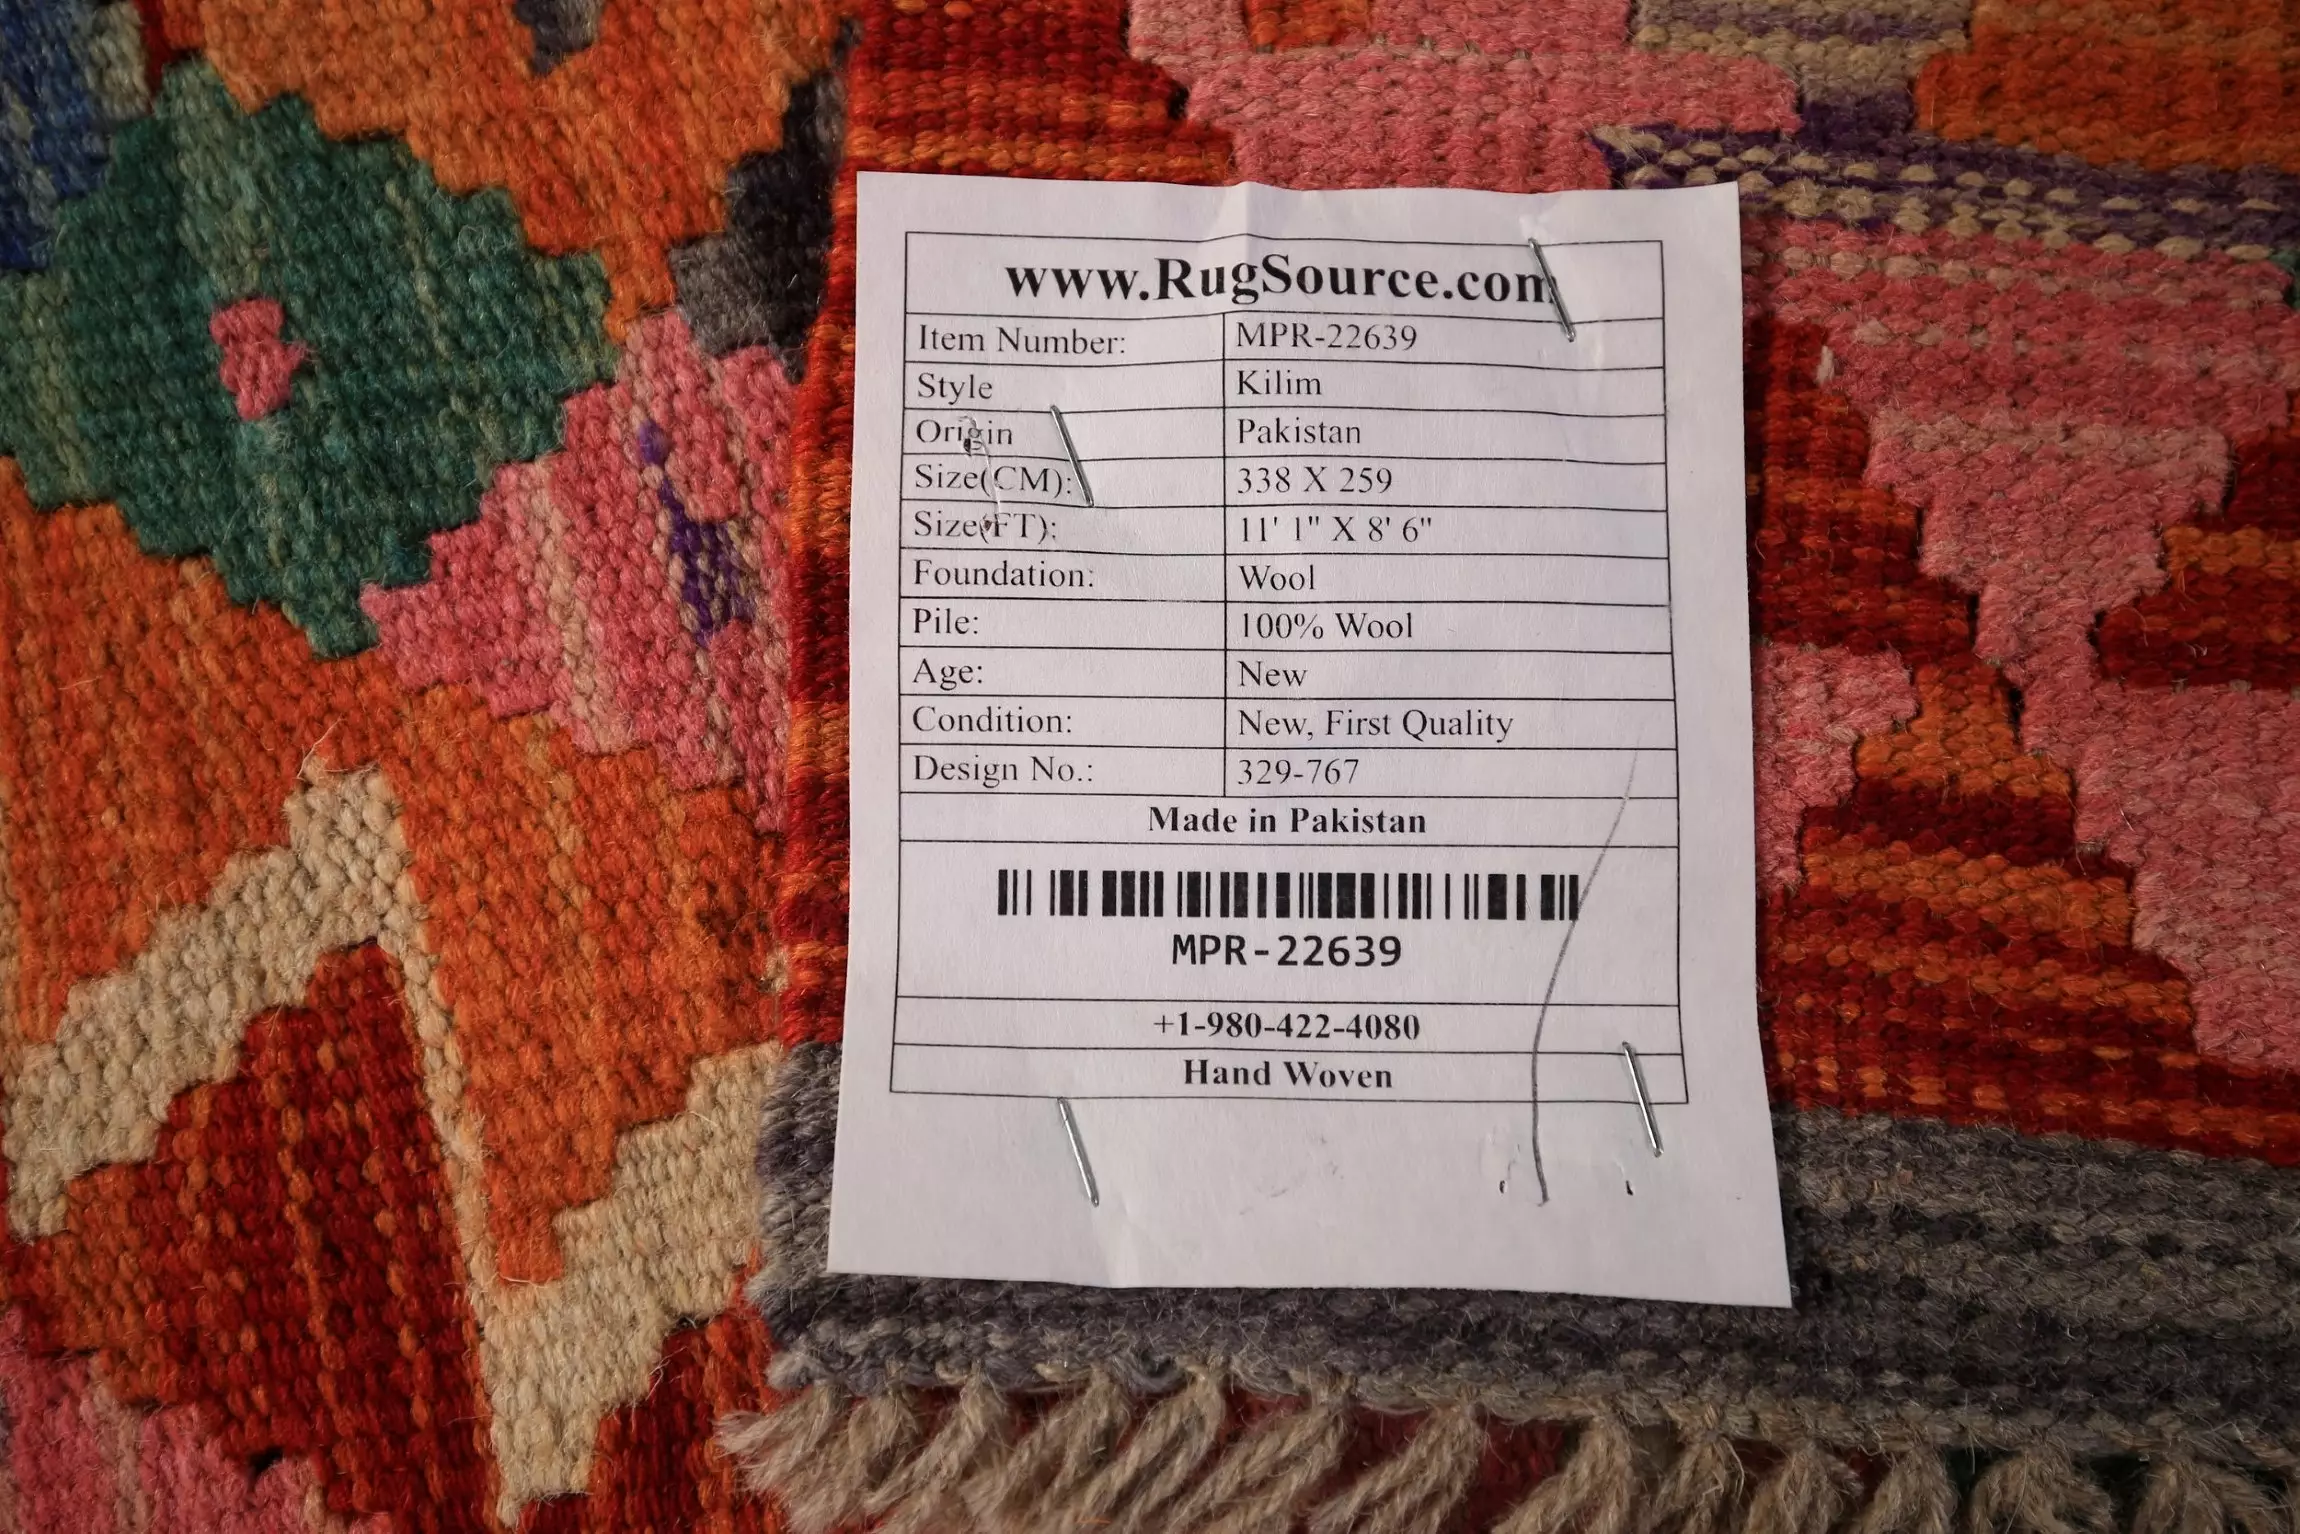 www.RugSource.com
Item Number: MPR-22639
Style Kilim
Origin Pakistan
Size(CM): 338 X 259
Size(FT): 11' 1" X 8' 6"
Foundation: Wool
Pile: 100% Wool
Age: New
Condition: New, First Quality
Design No.: 329-767
Made in Pakistan
MPR-22639
+1-980-422-4080
Hand Woven